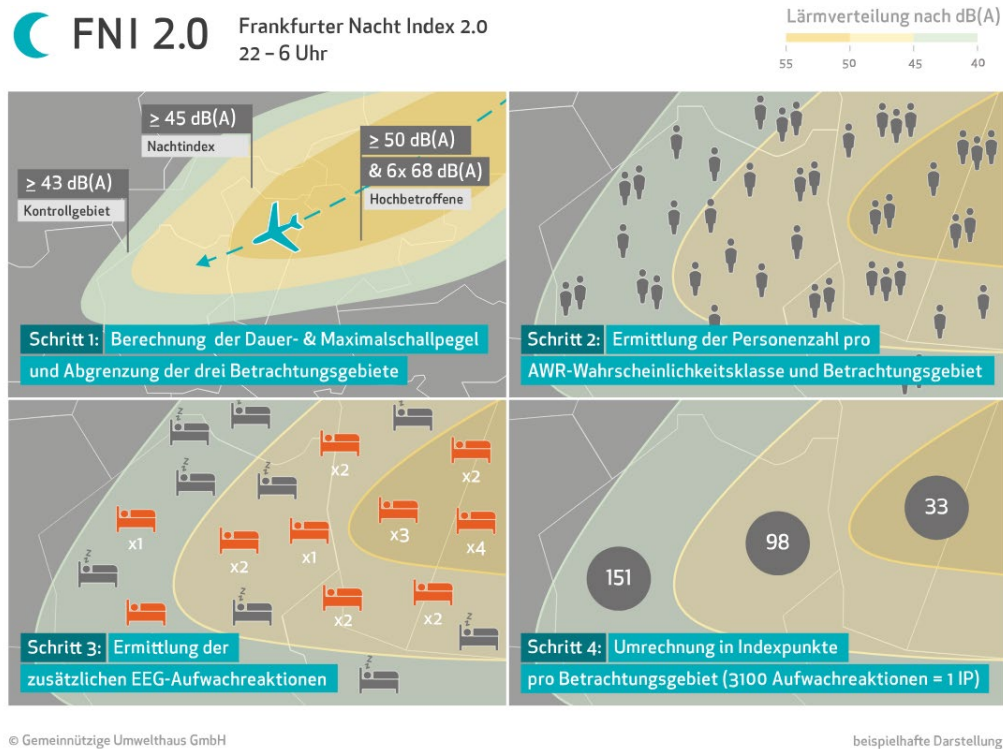 FNI 2.0
Frankfurter Nacht Index 2.0
22 – 6 Uhr
Lärmverteilung nach dB(A)
55 50 45 40
≥ 45 dB(A)
Nachtindex
≥ 50 dB(A)
& 6x 68 dB(A)
Hochbetroffene
≥ 43 dB(A)
Kontrollgebiet
Schritt 1: Berechnung der Dauer- & Maximalschallpegel
und Abgrenzung der drei Betrachtungsgebiete
Schritt 2: Ermittlung der Personenzahl pro
AWR-Wahrscheinlichkeitsklasse und Betrachtungsgebiet
z z z
z z z
z z z
x2
x2
z z z
z z z
x1
x2
x1
x3
x4
z z z
z z z
x2
x2
z z z
Schritt 3: Ermittlung der
zusätzlichen EEG-Aufwachreaktionen
z z z
151
98
33
Schritt 4: Umrechnung in Indexpunkte
pro Betrachtungsgebiet (3100 Aufwachreaktionen = 1 IP)
© Gemeinnützige Umwelthaus GmbH
beispielhafte Darstellung